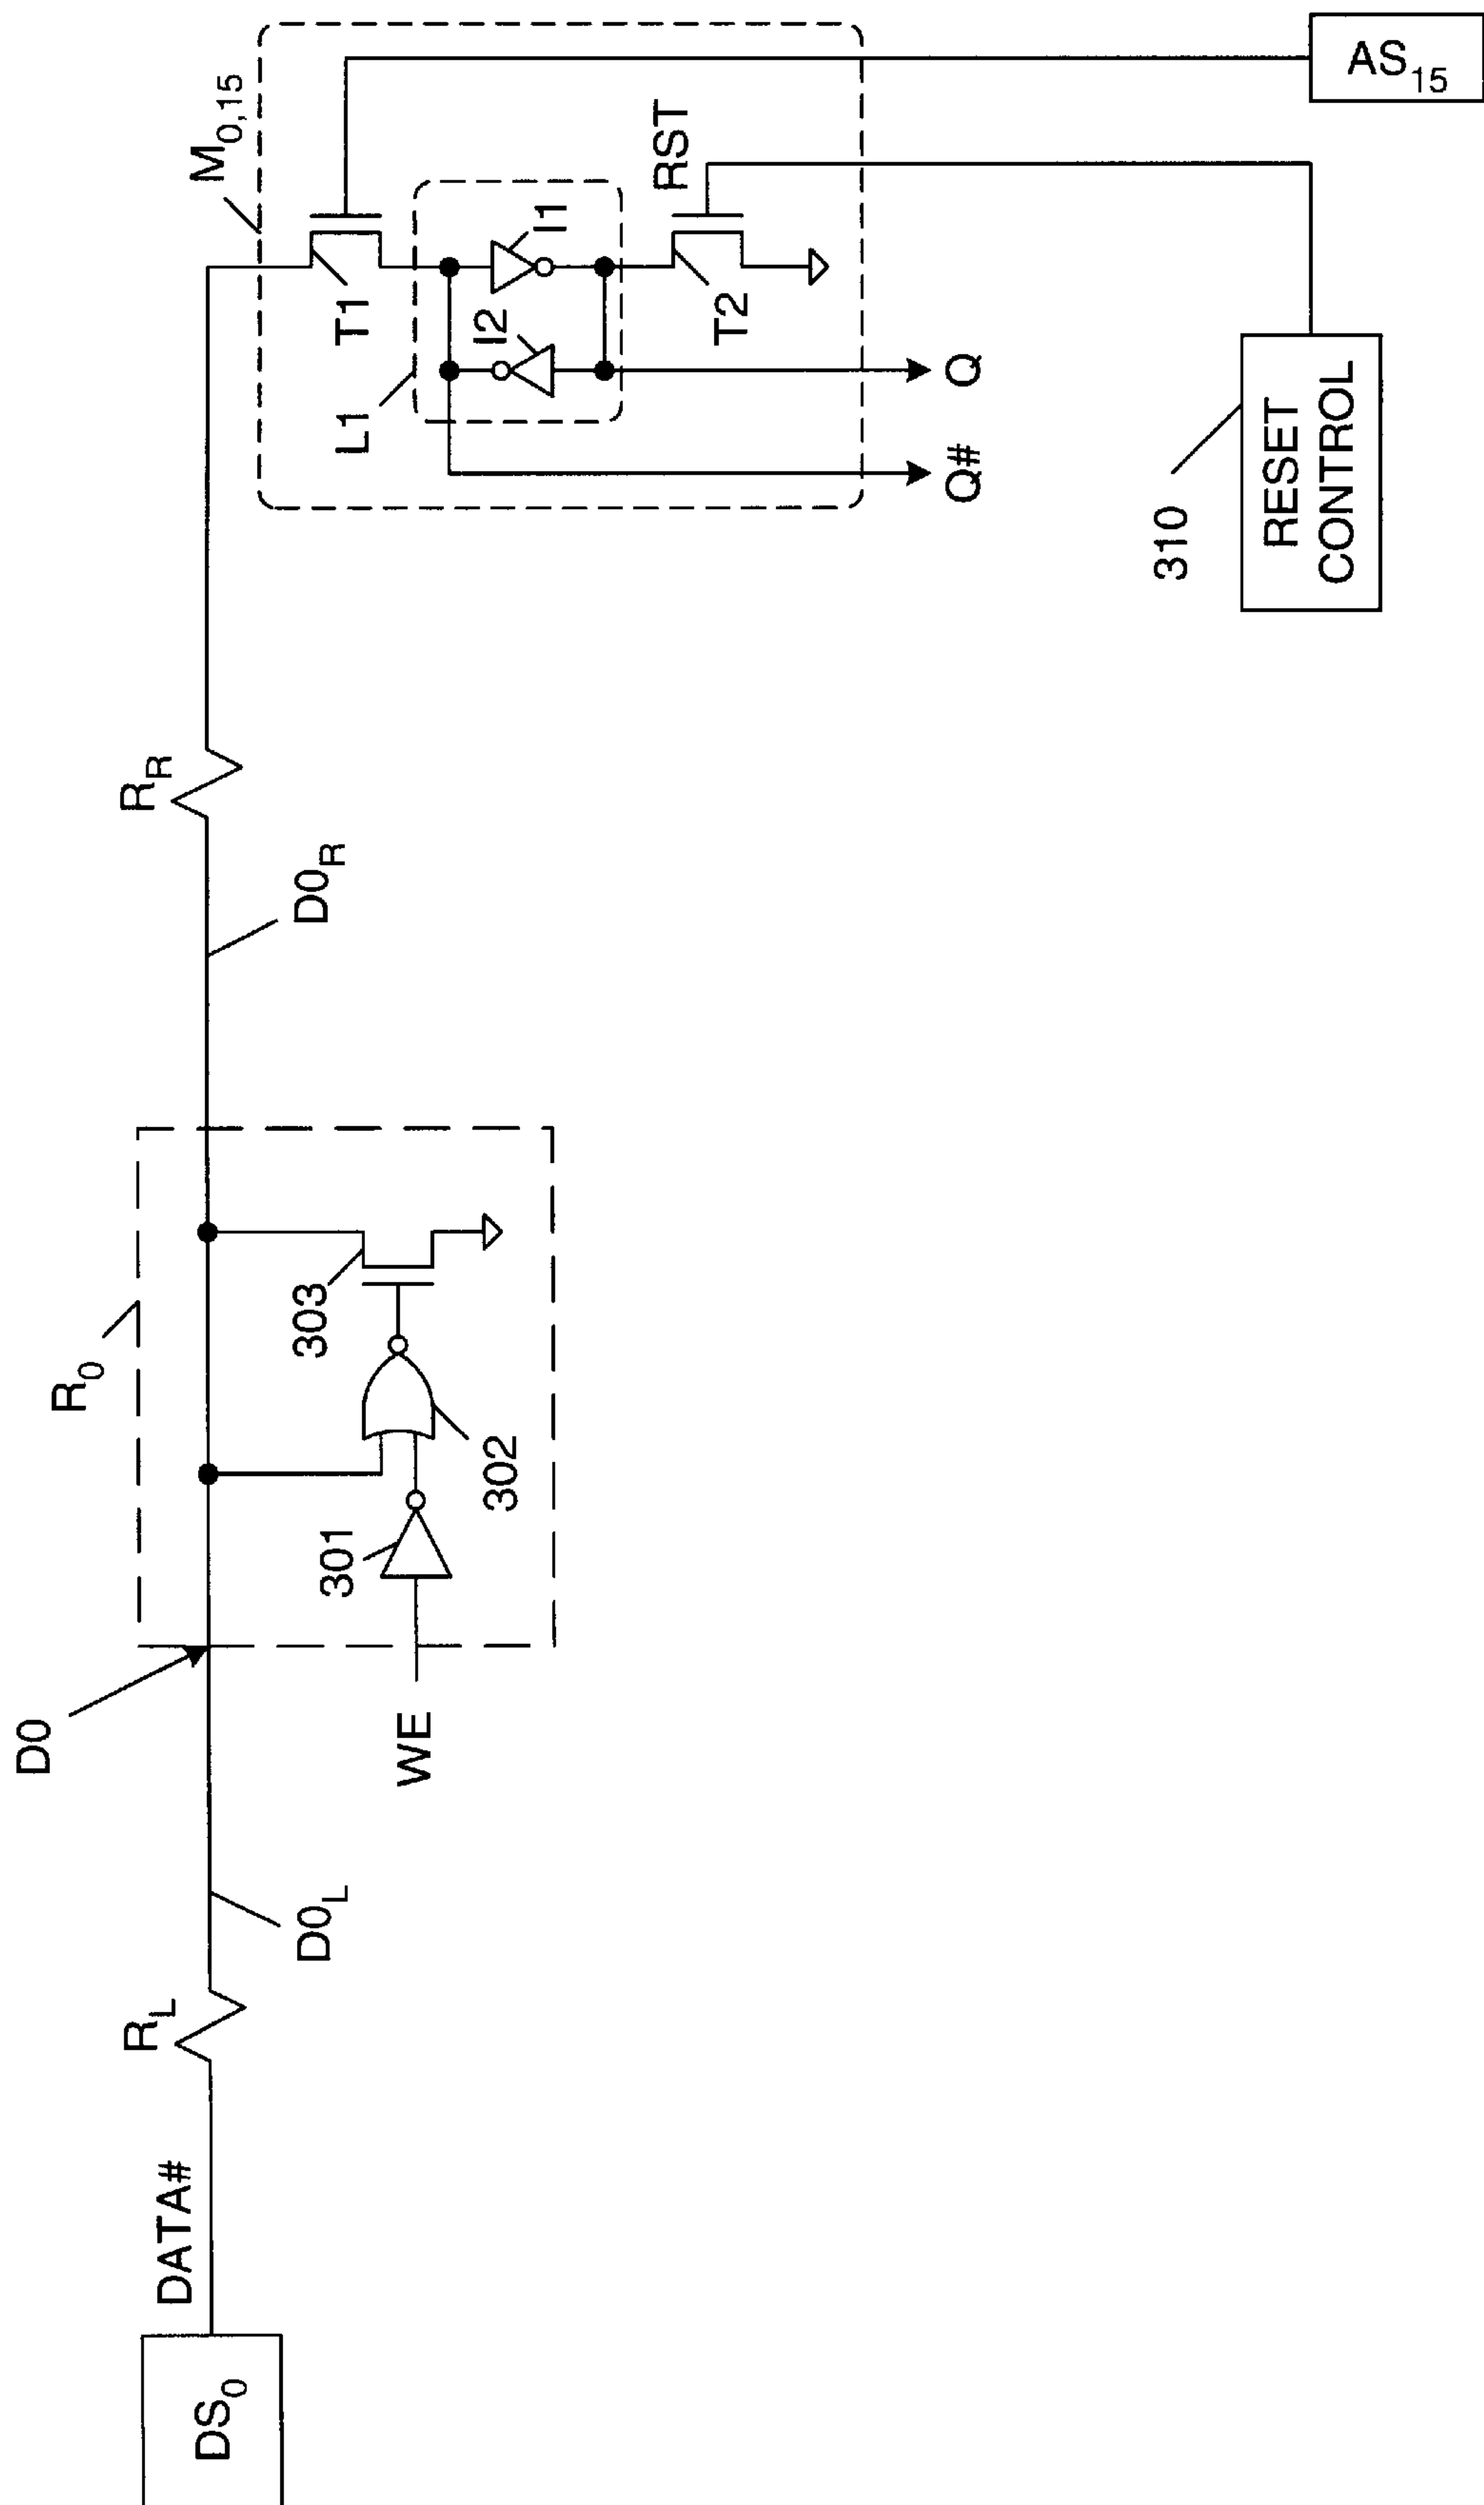 DS0
DATA#
RL
D0L
D0
WE
301
302
303
R0
D0R
RR
M0,15
T1
L1
I2
I1
RST
T2
Q
Q#
310
RESET
CONTROL
AS15